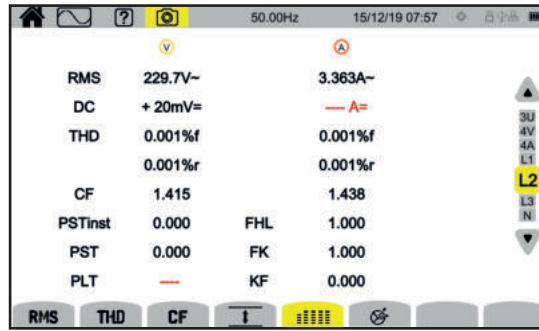 ? 50.00Hz 15/12/19 07:57
V A
RMS 229.7V~ 3.363A~
DC + 20mV= ---- A=
THD 0.001%f 0.001%f
0.001%r 0.001%r
CF 1.415 1.438
PSTinst 0.000 FHL 1.000
PST 0.000 FK 1.000
PLT ---- KF 0.000
3U
4V
4A
L1
L2
L3
N
RMS THD CF